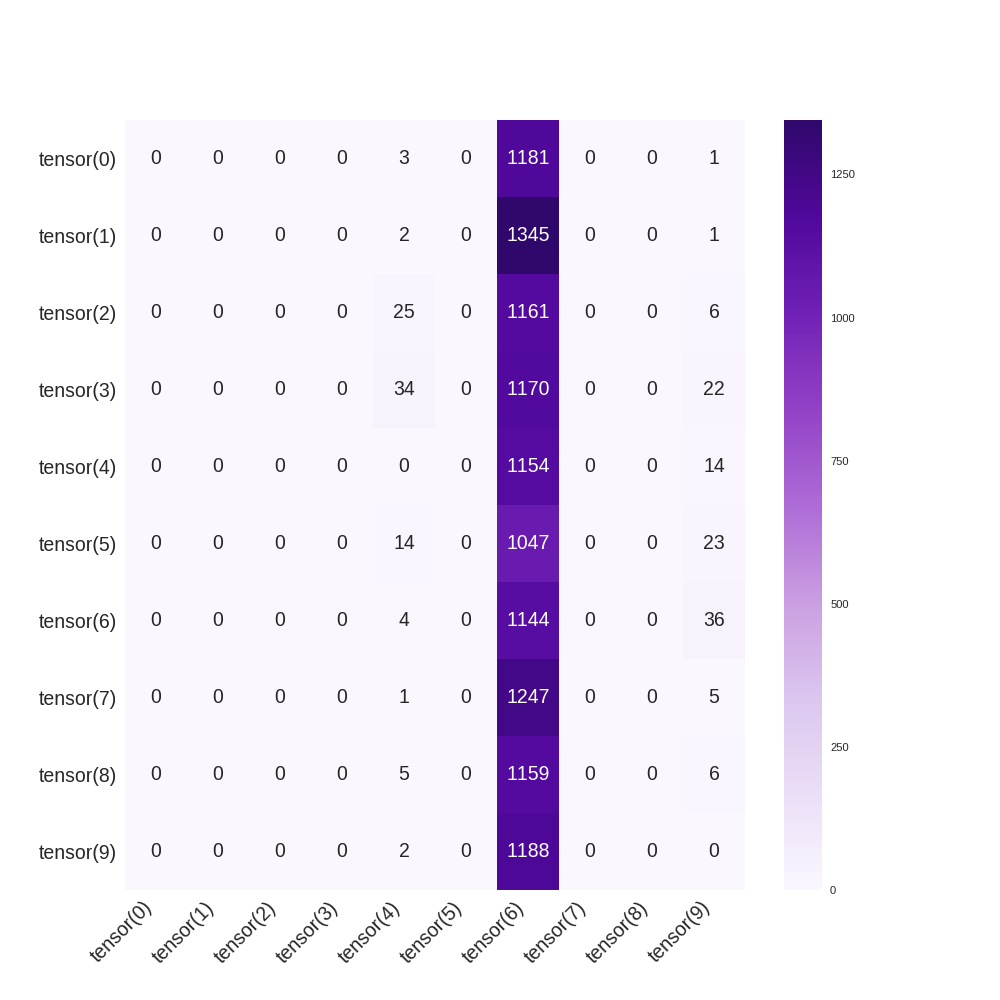 tensor(0) 0 0 0 0 3 0 1181 0 0 1
tensor(1) 0 0 0 0 2 0 1345 0 0 1
tensor(2) 0 0 0 0 25 0 1161 0 0 6
tensor(3) 0 0 0 0 34 0 1170 0 0 22
tensor(4) 0 0 0 0 0 0 1154 0 0 14
tensor(5) 0 0 0 0 14 0 1047 0 0 23
tensor(6) 0 0 0 0 4 0 1144 0 0 36
tensor(7) 0 0 0 0 1 0 1247 0 0 5
tensor(8) 0 0 0 0 5 0 1159 0 0 6
tensor(9) 0 0 0 0 2 0 1188 0 0 0
tensor(0) tensor(1) tensor(2) tensor(3) tensor(4) tensor(5) tensor(6) tensor(7) tensor(8) tensor(9)
1250
1000
750
500
250
0